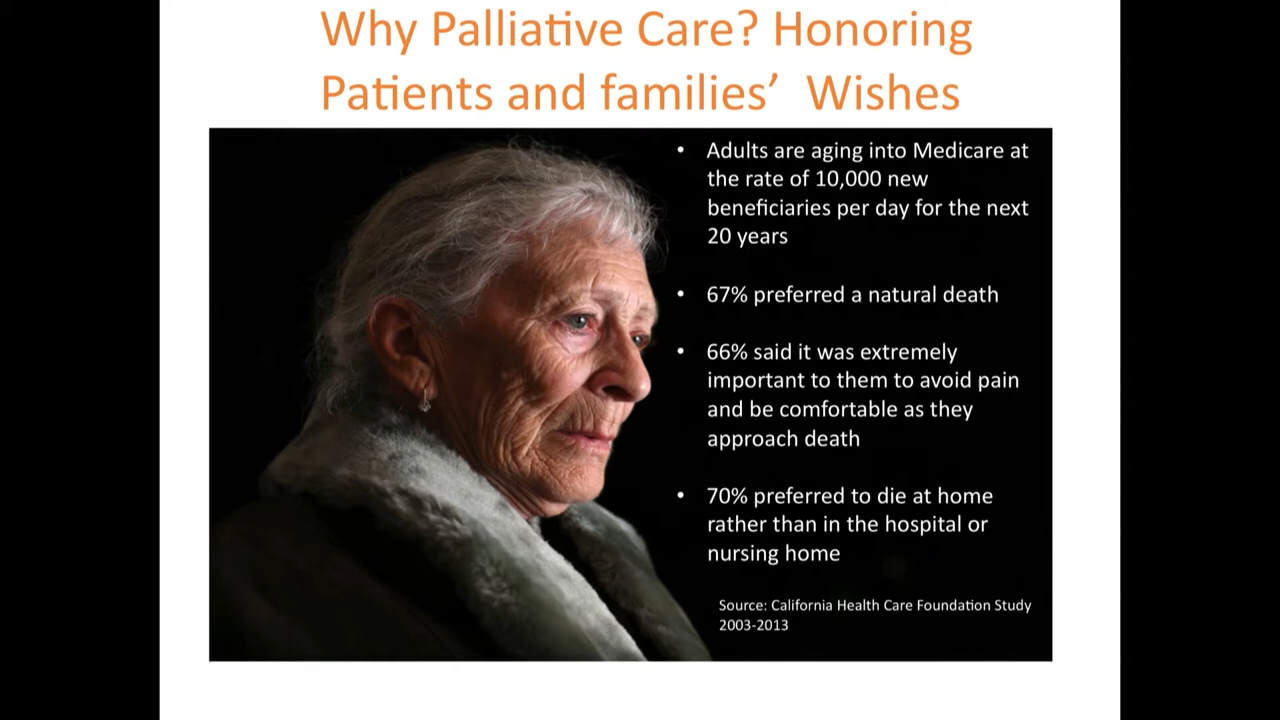 Why Palliative Care? Honoring
Patients and families’  Wishes
• Adults are aging into Medicare at
the rate of 10,000 new
beneficiaries per day for the next
20 years
• 67% preferred a natural death
• 66% said it was extremely
important to them to avoid pain
and be comfortable as they
approach death
• 70% preferred to die at home
rather than in the hospital or
nursing home
Source: California Health Care Foundation Study
2003-2013